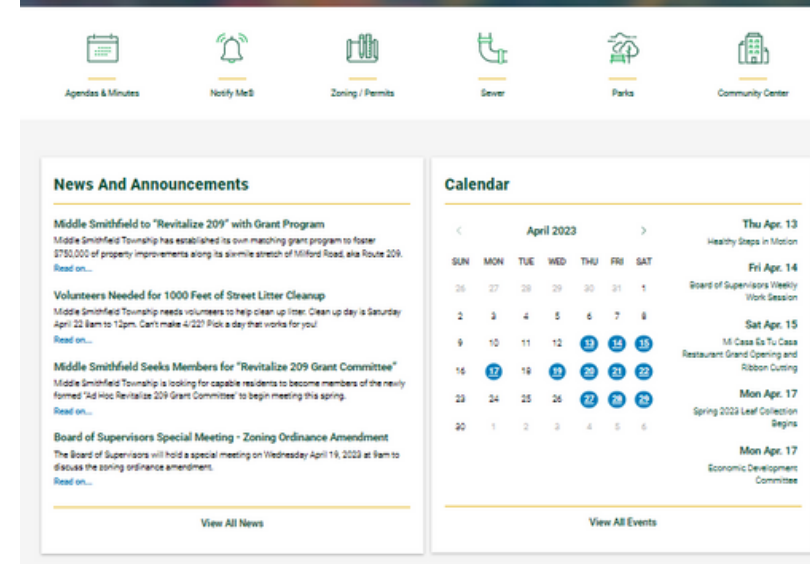 Agendas & Minutes
Notify Me®
Zoning / Permits
Sewer
Parks
Community Center
News And Announcements
Middle Smithfield to "Revitalize 209" with Grant Program
Middle Smithfield Township has established its own matching grant program to foster
$750,000 of property improvements along its six-mile stretch of Milford Road, aka Route 209.
Read on...
Volunteers Needed for 1000 Feet of Street Litter Cleanup
Middle Smithfield Township needs volunteers to help clean up litter. Clean up day is Saturday
April 22 8am to 12pm. Can't make 4/22? Pick a day that works for you!
Read on...
Middle Smithfield Seeks Members for "Revitalize 209 Grant Committee"
Middle Smithfield Township is looking for capable residents to become members of the newly
formed "Ad Hoc Revitalize 209 Grant Committee" to begin meeting this spring.
Read on...
Board of Supervisors Special Meeting - Zoning Ordinance Amendment
The Board of Supervisors will hold a special meeting on Wednesday April 19, 2023 at 9am to
discuss the zoning ordinance amendment.
Read on...
View All News
Calendar
April 2023
SUN MON TUE WED THU FRI SAT
26 27 28 29 30 31 1
2 3 4 5 6 7 8
9 10 11 12 13 14 15
16 17 18 19 20 21 22
23 24 25 26 27 28 29
30 1 2 3 4 5 6
Thu Apr. 13
Healthy Steps in Motion
Fri Apr. 14
Board of Supervisors Weekly
Work Session
Sat Apr. 15
Mi Casa Es Tu Casa
Restaurant Grand Opening and
Ribbon Cutting
Mon Apr. 17
Spring 2023 Leaf Collection
Begins
Mon Apr. 17
Economic Development
Committee
View All Events